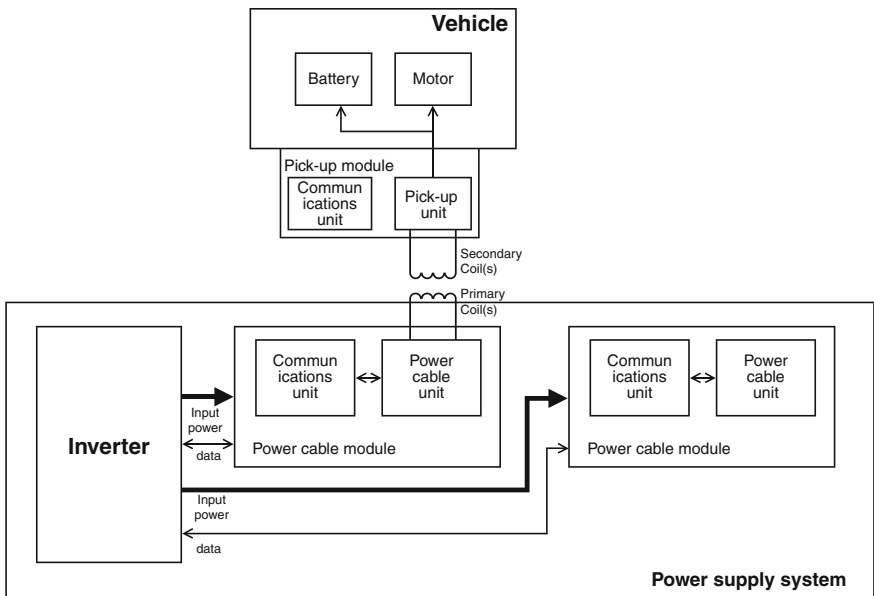 Vehicle
Battery
Motor
Pick-up module
Commun
ications
unit
Pick-up
unit
Secondary
Coil(s)
Primary
Coil(s)
Commun
ications
unit
Power
cable
unit
Commun
ications
unit
Power
cable
unit
Inverter
Input
power
data
Power cable module
Power cable module
Input
power
data
Power supply system